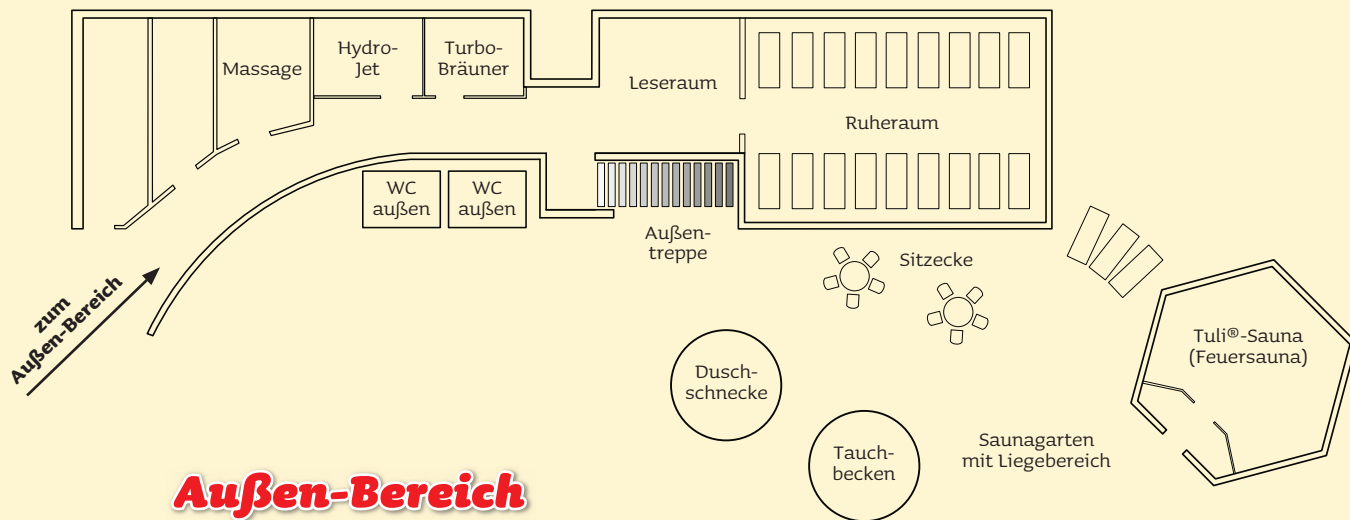 Massage
Hydro-
Jet
Turbo-
Bräuner
Leseraum
Ruheraum
WC
außen
WC
außen
Außen-
treppe
Sitzecke
zum
Außen-Bereich
Tuli®-Sauna
(Feuersauna)
Dusch-
schnecke
Tauch-
becken
Saunagarten
mit Liegebereich
Außen-Bereich